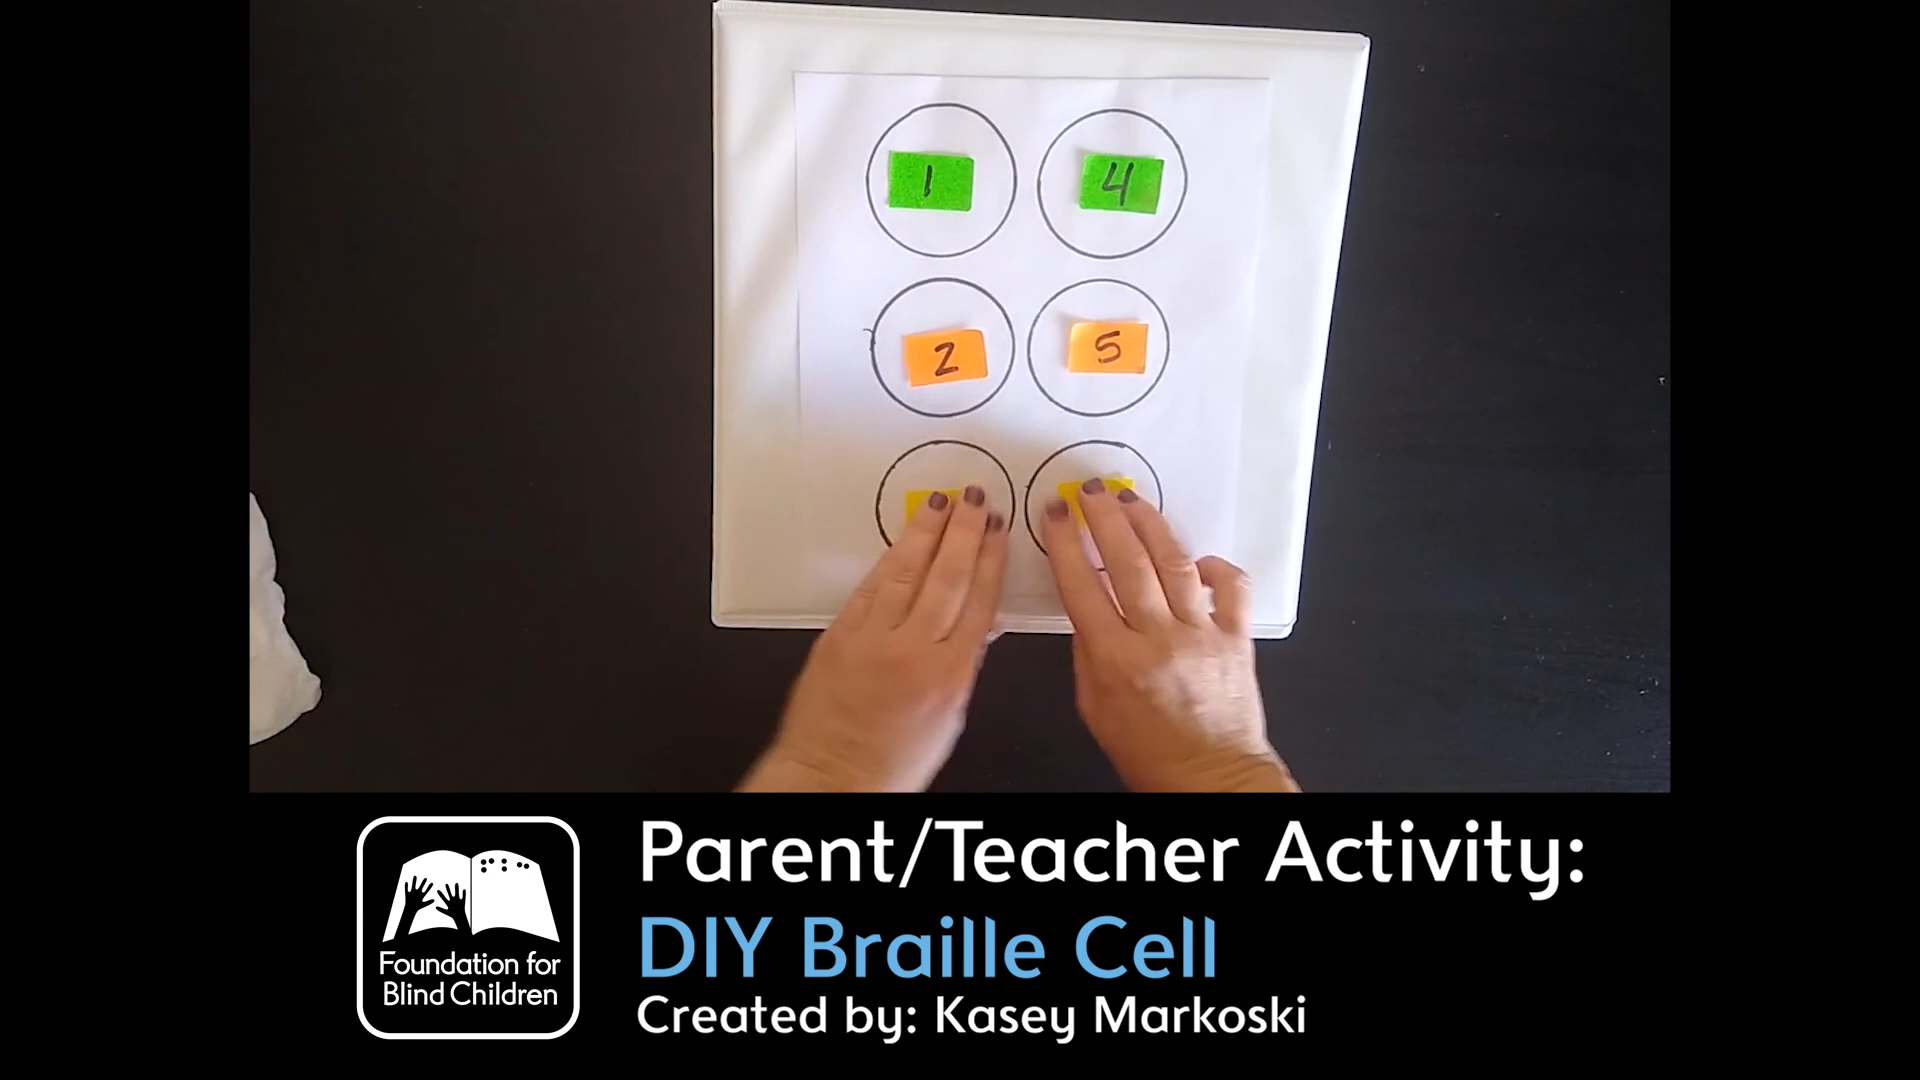 1 4
2 5
Parent/Teacher Activity:
DIY Braille Cell
Created by: Kasey Markoski
Foundation for
Blind Children